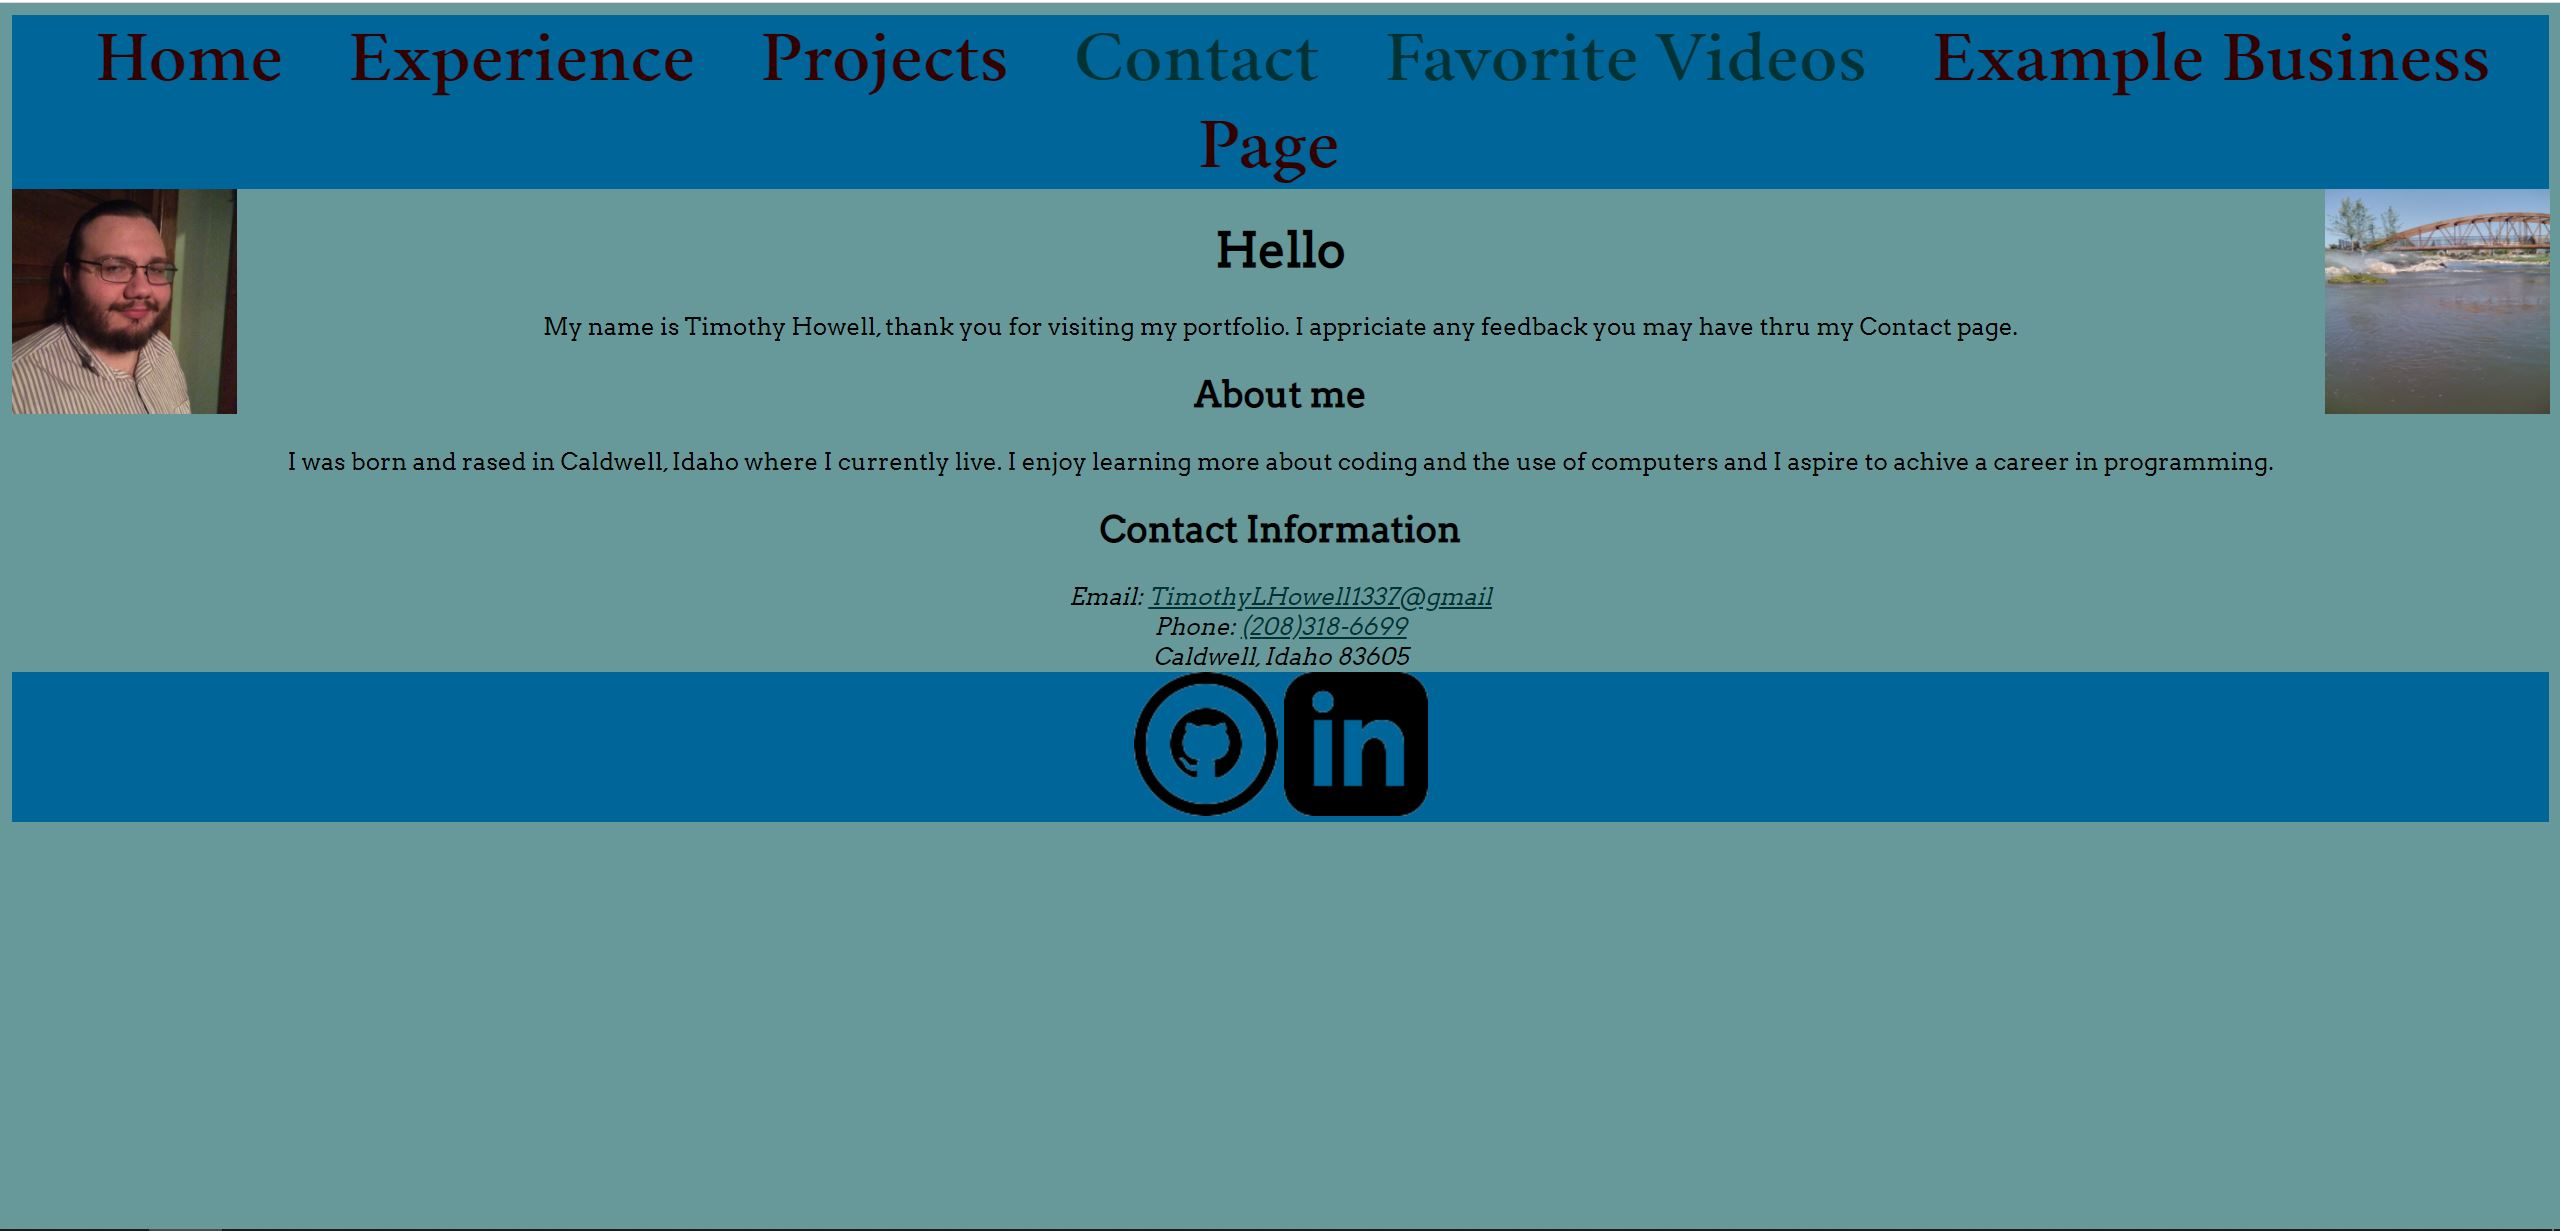 Home Experience Projects Contact Favorite Videos Example Business
Page
Hello
My name is Timothy Howell, thank you for visiting my portfolio. I appriciate any feedback you may have thru my Contact page.
About me
I was born and rased in Caldwell, Idaho where I currently live. I enjoy learning more about coding and the use of computers and I aspire to achive a career in programming.
Contact Information
Email: TimothyLHowell1337@gmail
Phone: (208)318-6699
Caldwell, Idaho 83605
in